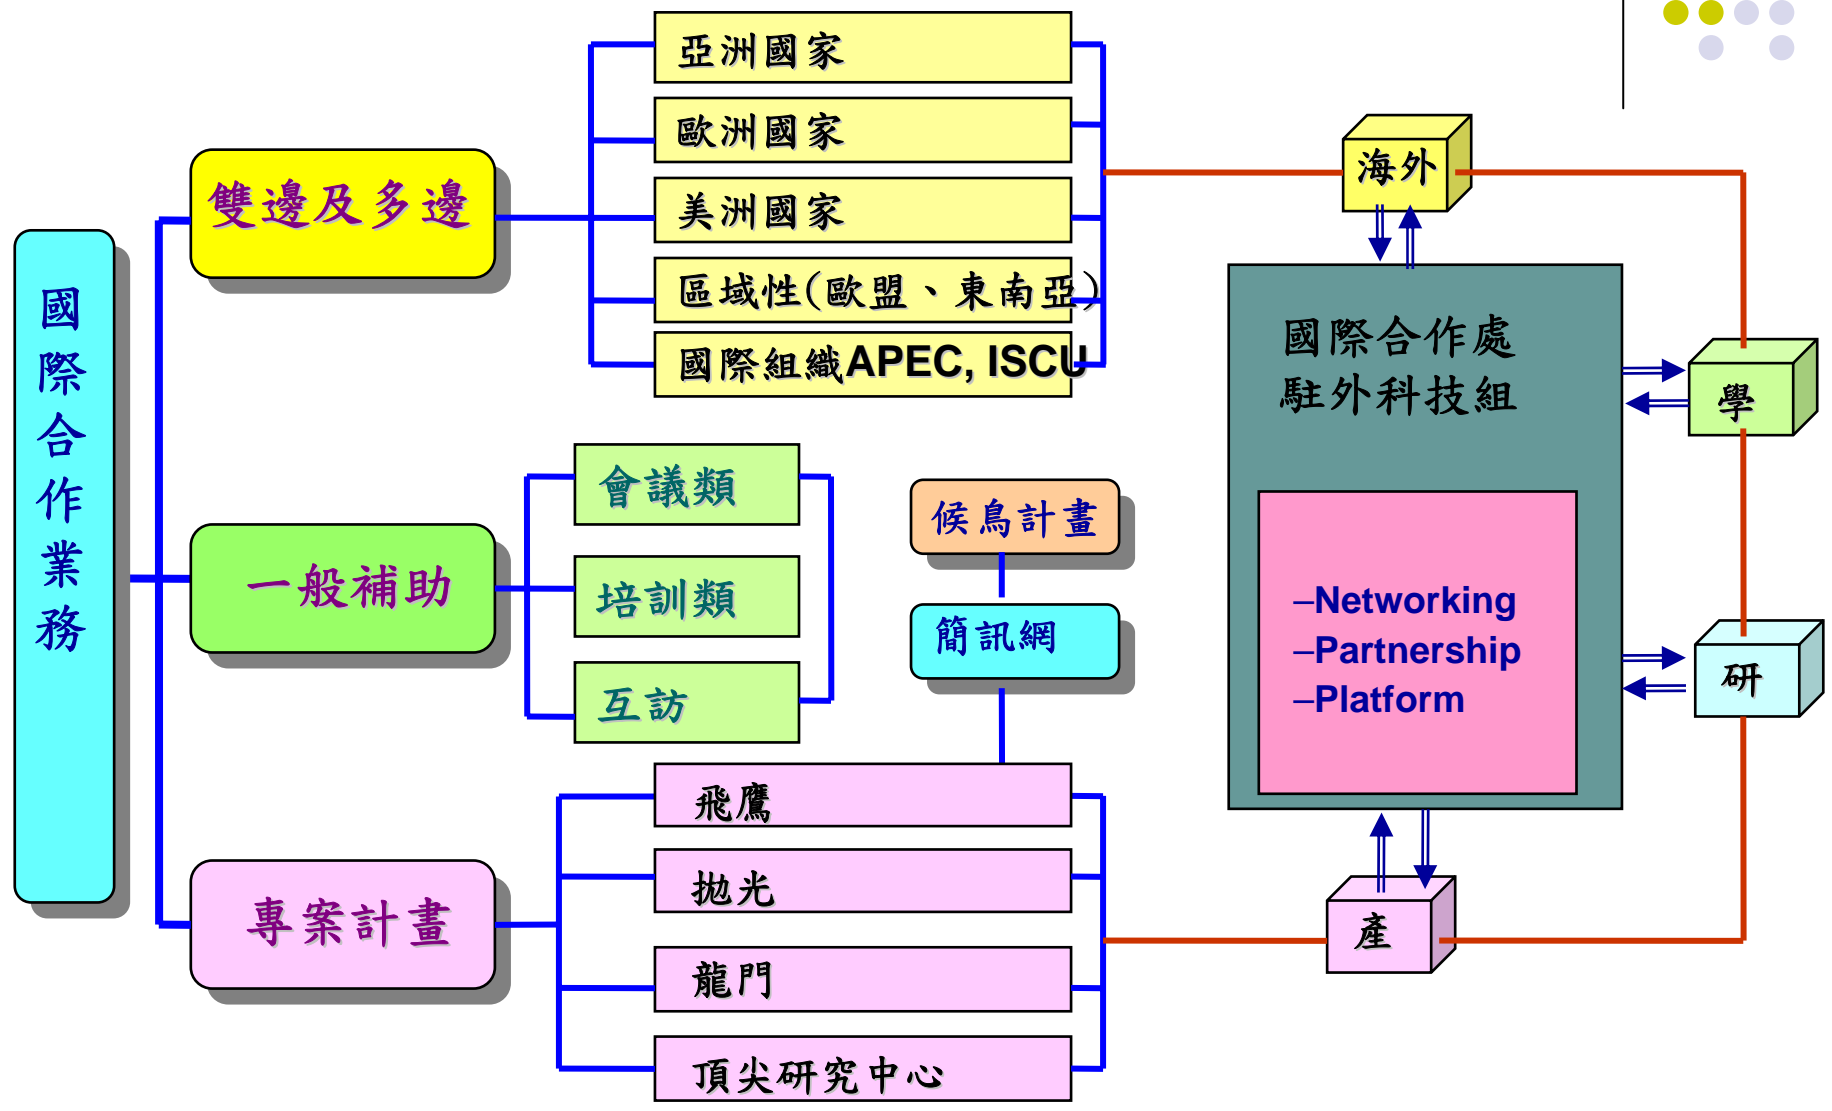 國際合作業務
雙邊及多邊
亞洲國家
歐洲國家
美洲國家
區域性(歐盟、東南亞)
國際組織APEC, ISCU
一般補助
會議類
培訓類
互訪
候鳥計畫
簡訊網
專案計畫
飛鷹
拋光
龍門
頂尖研究中心
海外
國際合作處
駐外科技組
–Networking
–Partnership
–Platform
學
研
產